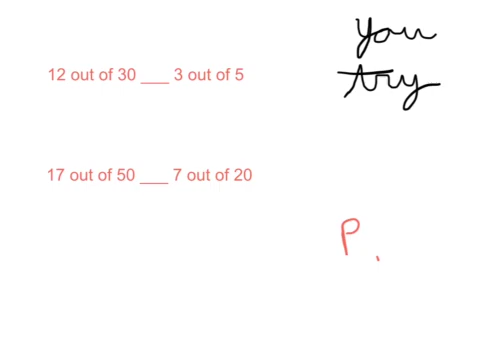 you
try
12 out of 30 ___ 3 out of 5
17 out of 50 ___ 7 out of 20
P.